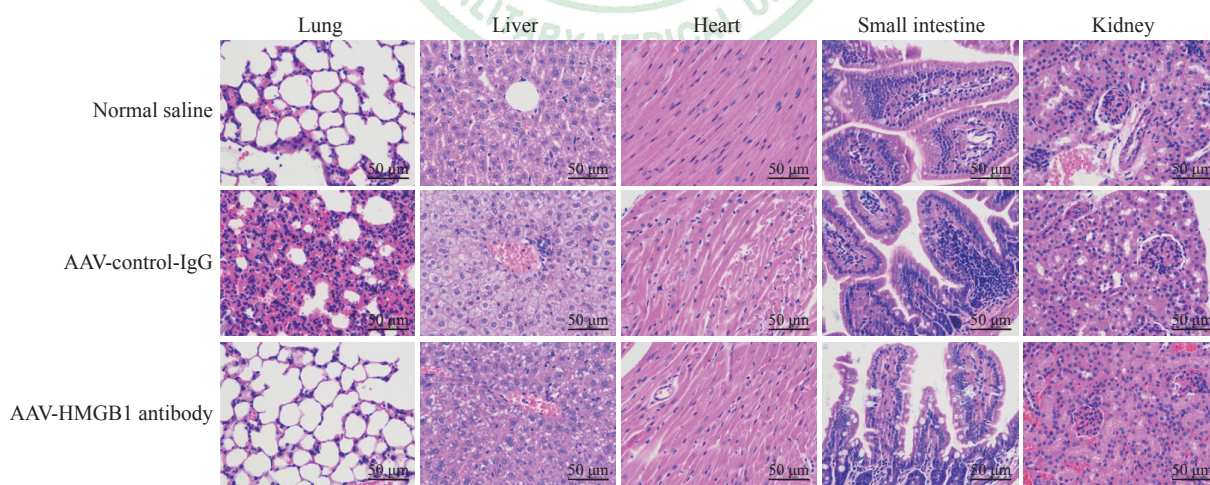 MILITARY MEDICAL U
Lung Liver Heart Small intestine Kidney
Normal saline
50 μm 50 μm 50 μm 50 μm 50 μm
AAV-control-IgG
50 μm 50 μm 50 μm 50 μm 50 μm
AAV-HMGB1 antibody
50 μm 50 μm 50 μm 50 μm 50 μm